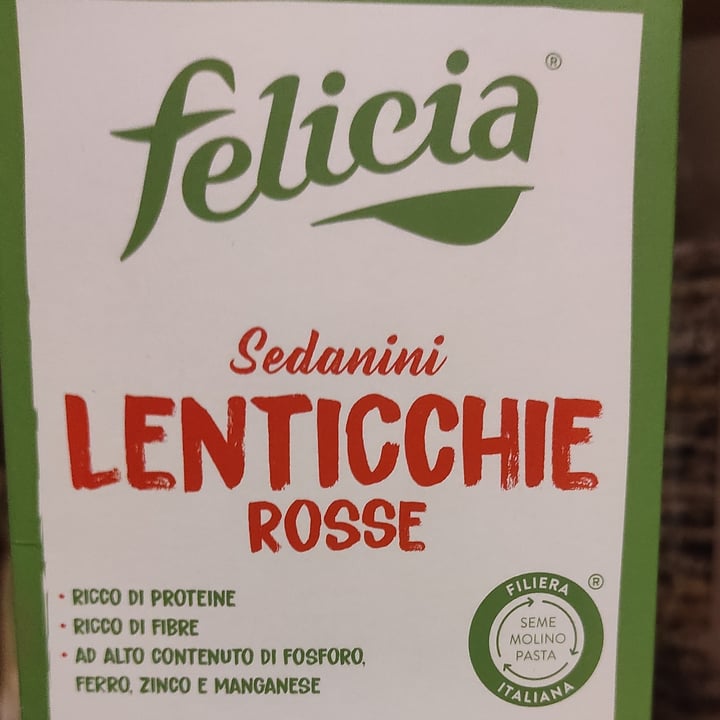 felicia ®
Sedanini
LENTICCHIE
ROSSE
• RICCO DI PROTEINE
• RICCO DI FIBRE
• AD ALTO CONTENUTO DI FOSFORO,
FERRO, ZINCO E MANGANESE
FILIERA ®
SEME
MOLINO
PASTA
ITALIANA